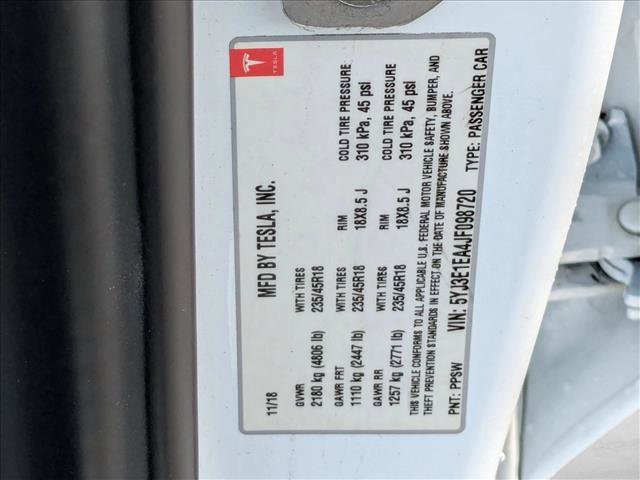 TESLA
11/18 MFD BY TESLA, INC.
GVWR WITH TIRES RIM COLD TIRE PRESSURE
2180 kg (4806 lb) 235/45R18
GAWR FRT WITH TIRES RIM COLD TIRE PRESSURE
1110 kg (2447 lb) 235/45R18 18X8.5 J 310 kPa, 45 psi
GAWR RR WITH TIRES RIM COLD TIRE PRESSURE
1257 kg (2771 lb) 235/45R18 18X8.5 J 310 kPa, 45 psi
THIS VEHICLE CONFORMS TO ALL APPLICABLE U.S. FEDERAL MOTOR VEHICLE SAFETY, BUMPER, AND
THEFT PREVENTION STANDARDS IN EFFECT ON THE DATE OF MANUFACTURE SHOWN ABOVE.
PNT: PPSW VIN: 5YJ3E1EA4JF098720 TYPE: PASSENGER CAR